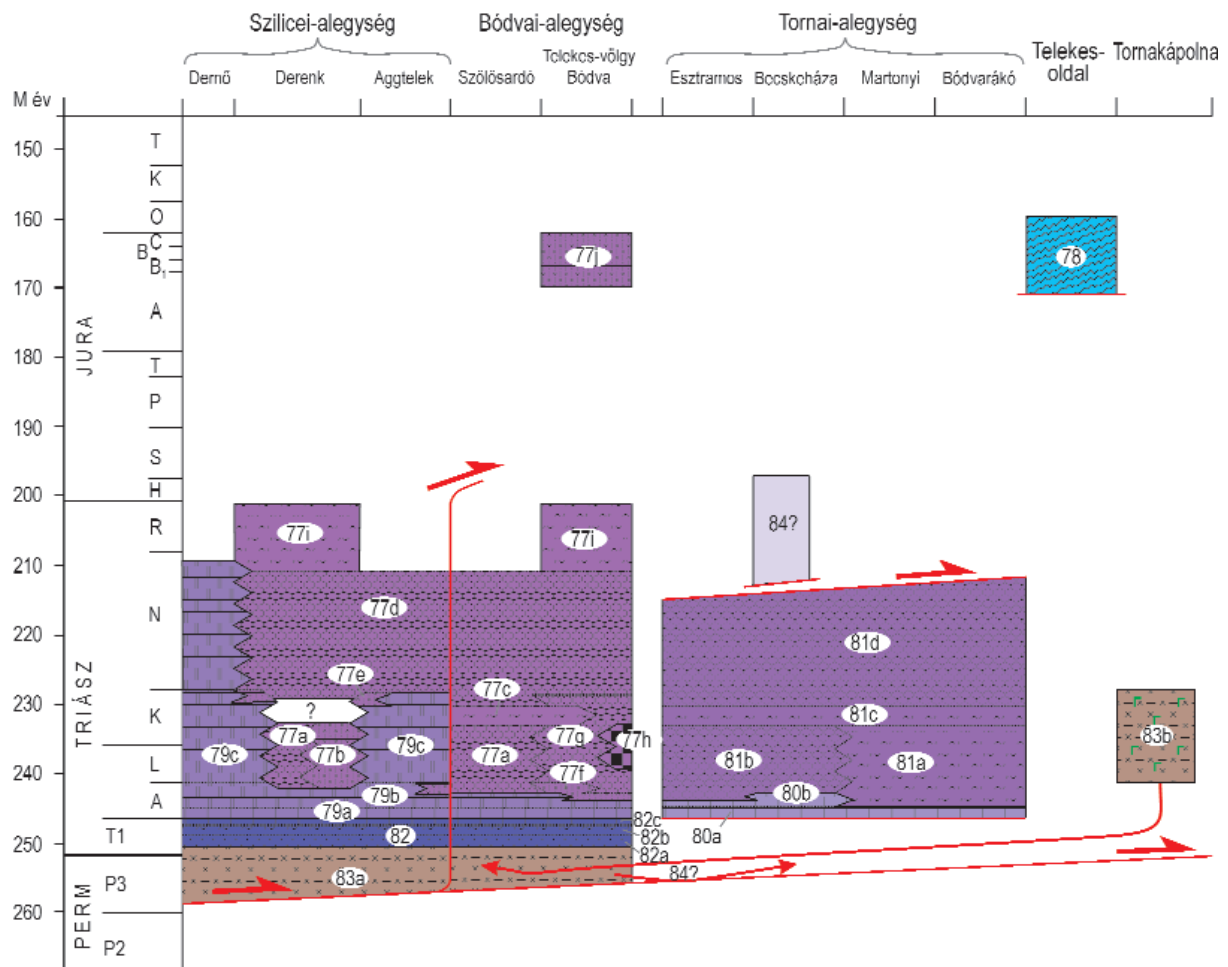 Szilicei-alegység Bódvai-alegység Tornai-alegység
Telekes-oldal Tornakápolna
Dernő Derenk Aggtelek Szölösardó Telekes-völgy Bódva Esztramos Becskeháza Martonyi Bódvarákó
M év
150 T
K
160 O
C
B 77j 78
B1
170
A
JURA
180 T
P
190
S
200 H
R 77i 77i 84?
210
N 77d 81d
220
77e 77c
230 ? 81c
TRIÁSZ
K 77a 77g 77h 83b
79c 77b 79c 77a 81b 81a
240 L 77f
A 79b 80b
79a 82c
T1 82 82b 80a
250 82a
P3 83a 84?
260
PERM
P2